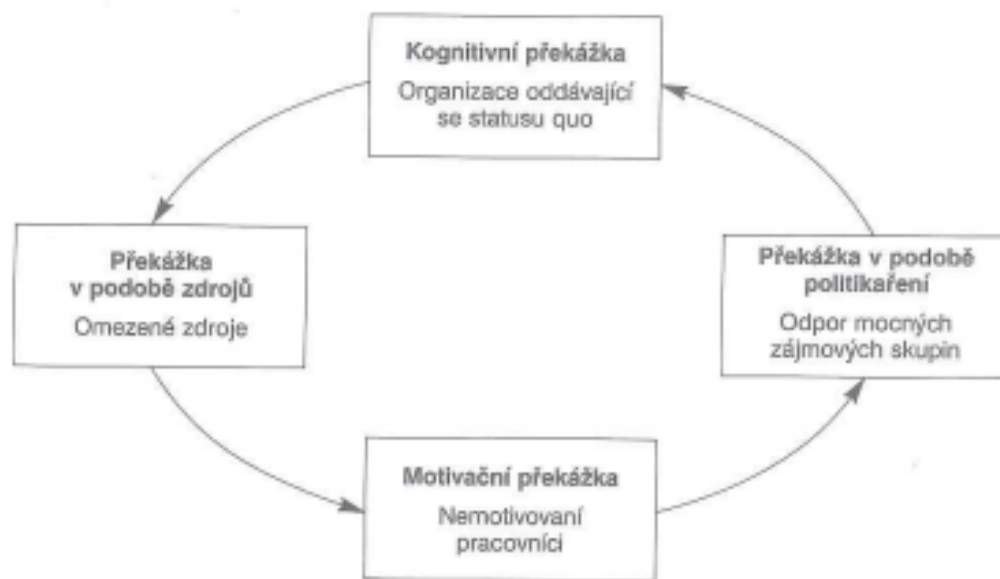 Kognitivní překážka
Organizace oddávající
se statusu quo
Překážka
v podobě zdrojů
Omezené zdroje
Překážka v podobě
politikaření
Odpor mocných
zájmových skupin
Motivační překážka
Nemotivovaní
pracovníci